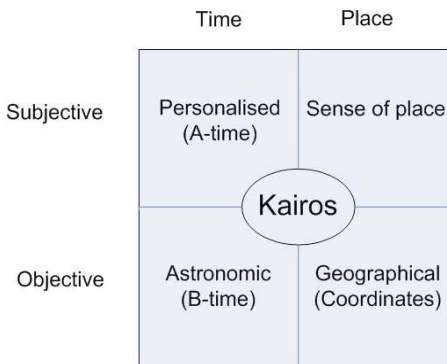 Time Place
Subjective
Personalised
(A-time)
Sense of place
Kairos
Objective
Astronomic
(B-time)
Geographical
(Coordinates)